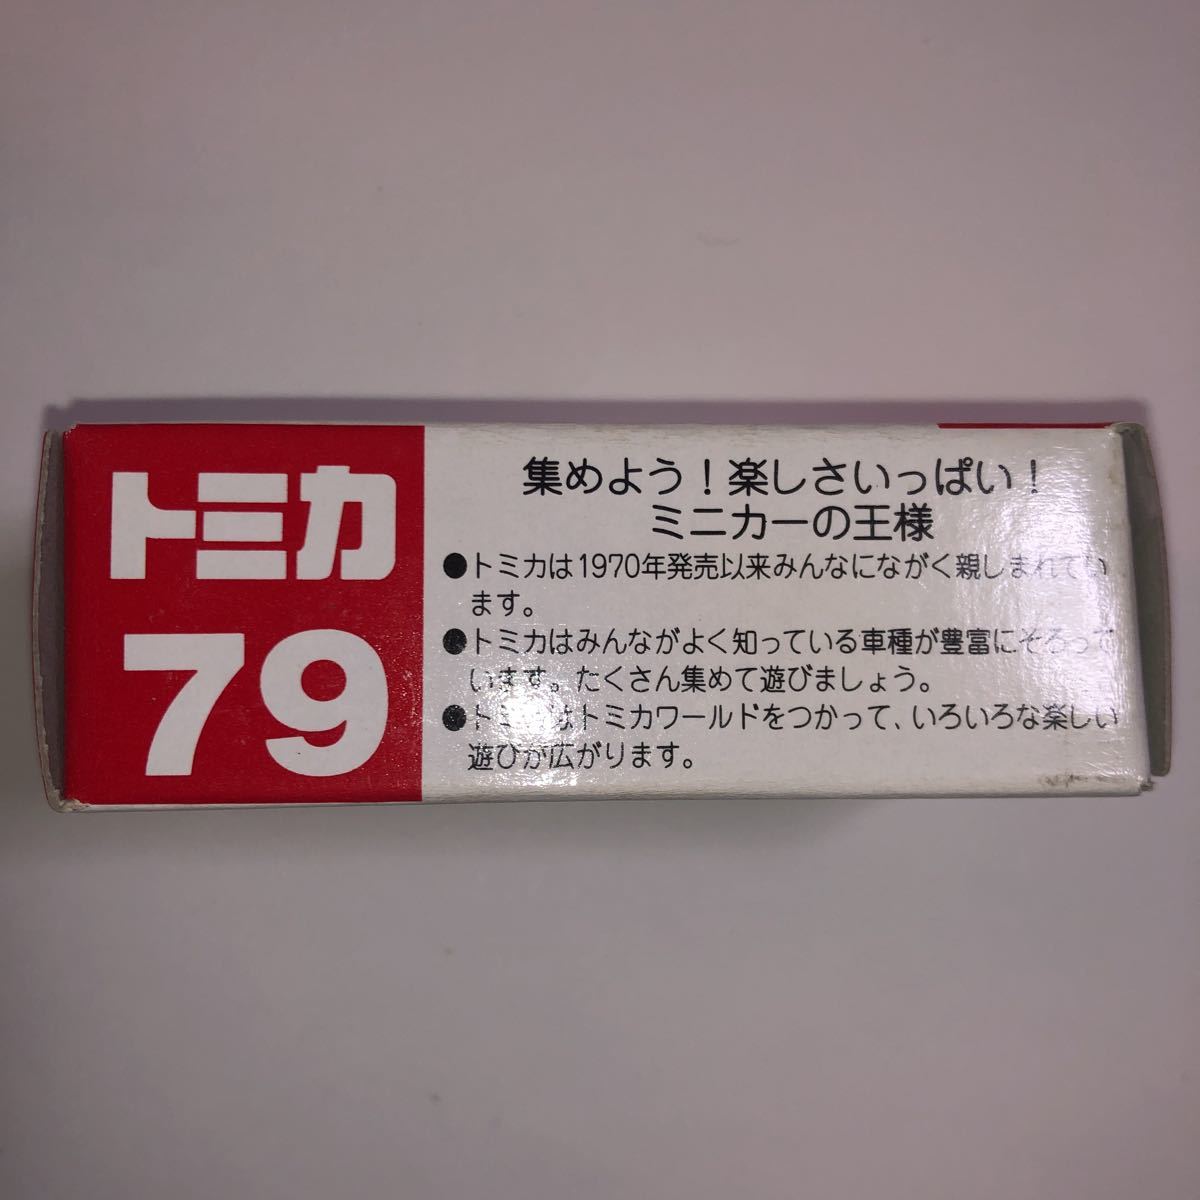 トミカ
79
集めよう！楽しさいっぱい！
ミニカーの王様
●トミカは1970年発売以来みんなにながく親しまれてい
ます。
●トミカはみんながよく知っている車種が豊富にそろって
います。たくさん集めて遊びましょう。
●トミカはトミカワールドをつかって、いろいろな楽しい
遊びが広がります。